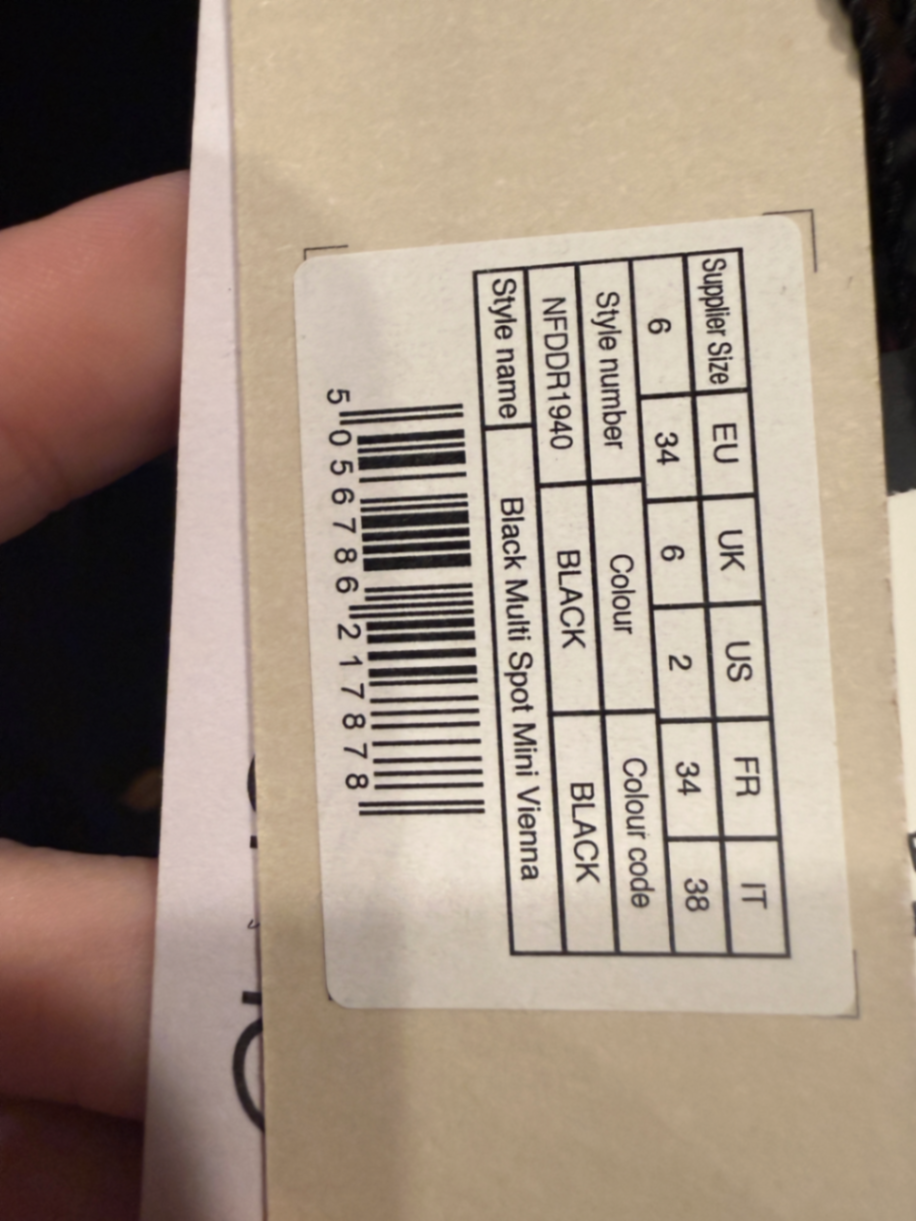 Supplier Size EU UK US FR IT
6 34 6 2 34 38
Style number Colour Colour code
NFDDR1940 BLACK BLACK
Style name Black Multi Spot Mini Vienna
5 056786 217878